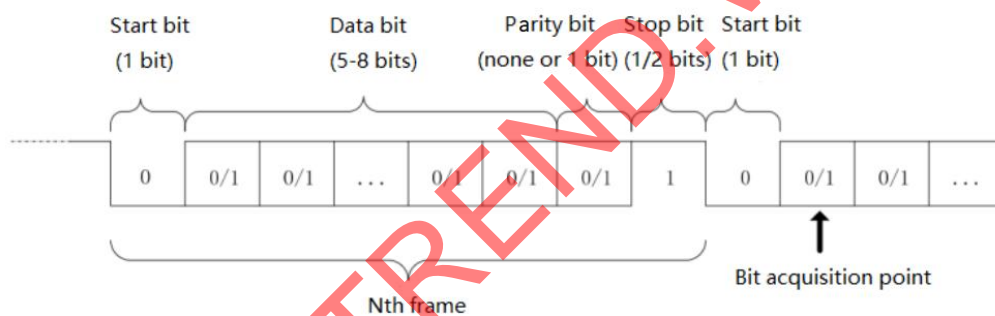 Start bit Data bit Parity bit Stop bit Start bit
(1 bit) (5-8 bits) (none or 1 bit) (1/2 bits) (1 bit)
0 0/1 0/1 ... 0/1 0/1 0/1 1 0 0/1 0/1 ...
Bit acquisition point
Nth frame
TREND.